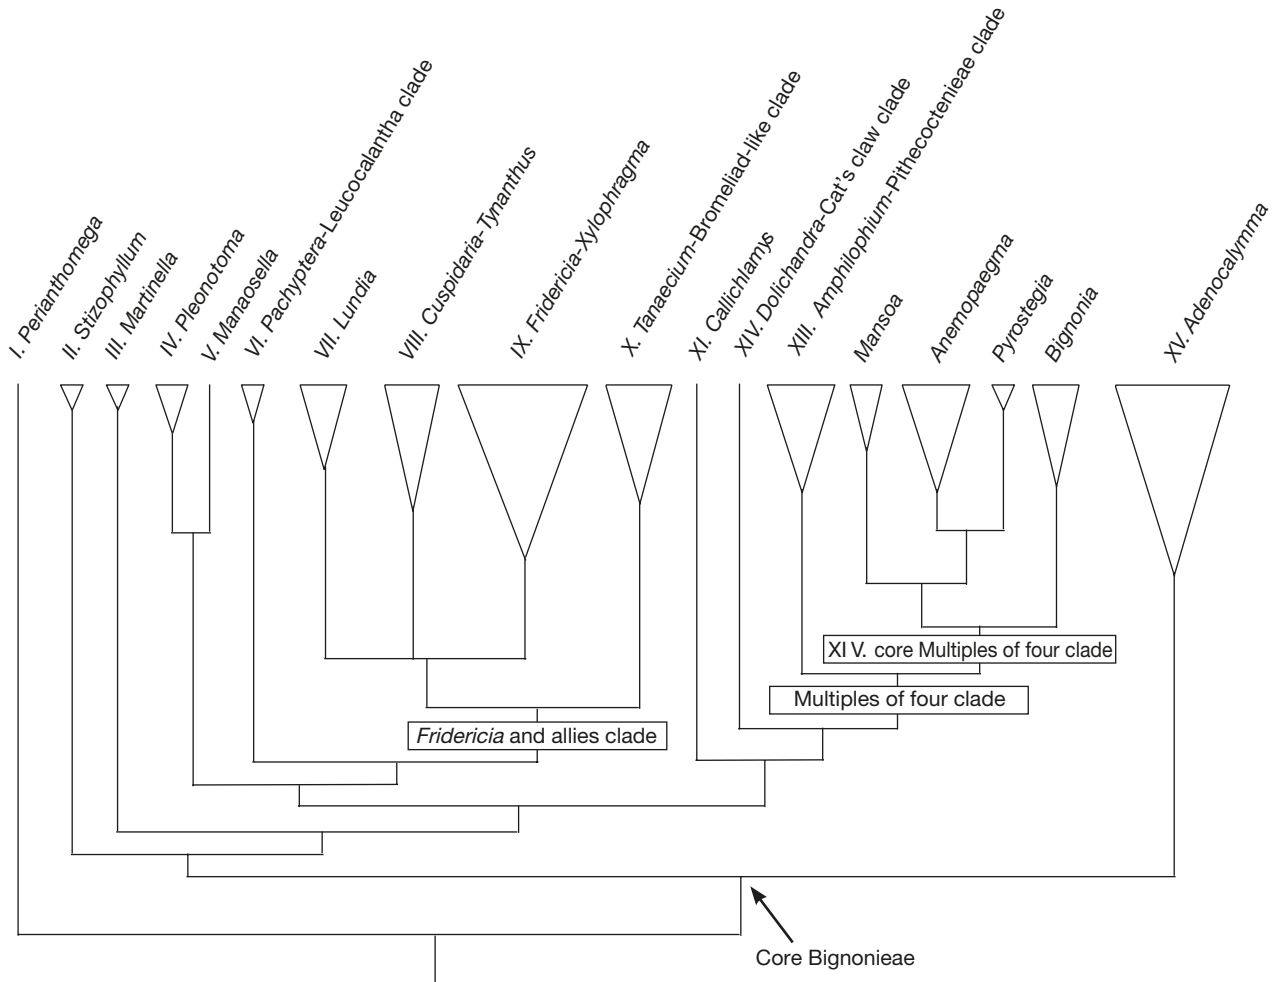 I. Perianthomega
II. Stizophyllum
III. Martinella
IV. Pleonotoma
V. Manaosella
VI. Pachyptera-Leucocalantha clade
VII. Lundia
VIII. Cuspidaria-Tynanthus
IX. Fridericia-Xylophragma
X. Tanaecium-Bromeliad-like clade
XI. Callichlamys
XIV. Dolichandra-Cat's claw clade
XIII. Amphilophium-Pithecoctenieae clade
Mansoa
Anemopaegma
Pyrostegia
Bignonia
XV. Adenocalymma
XI V. core Multiples of four clade
Multiples of four clade
Fridericia and allies clade
Core Bignonieae